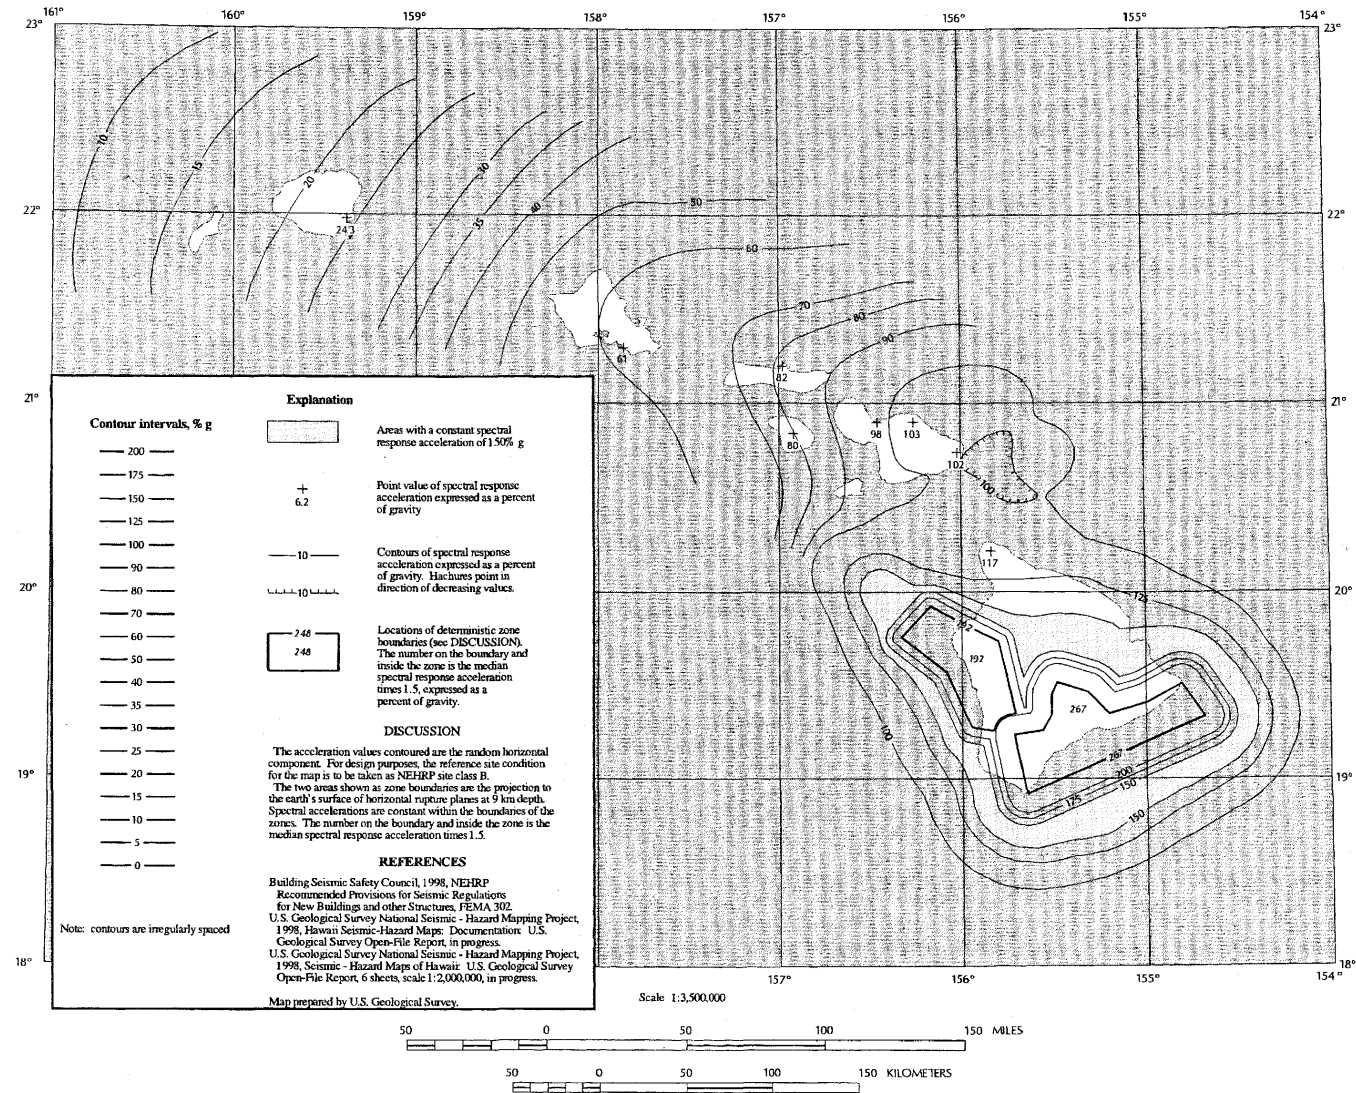 161° 160° 159° 158° 157° 156° 155° 154°
23° 23°
10
15
20
30
35
40
50
22° 22°
24.3
60
70
80
90
61
82
21° 21°
98 103
80
102
100
117
20° 20°
125
192
192
267
100
267
200
150
175
150
19° 19°
18° 18°
157° 156° 155° 154°
Explanation
Contour intervals, % g
200
175
150
125
100
90
80
70
60
50
40
35
30
25
20
15
10
5
0
Note: contours are irregularly spaced
Areas with a constant spectral
response acceleration of 150% g
6.2
Point value of spectral response
acceleration expressed as a percent
of gravity
10
Contours of spectral response
acceleration expressed as a percent
of gravity. Hachures point in
direction of decreasing values.
10
248
248
Locations of deterministic zone
boundaries (see DISCUSSION).
The number on the boundary and
inside the zone is the median
spectral response acceleration
times 1.5, expressed as a
percent of gravity.
DISCUSSION
The acceleration values contoured are the random horizontal
component. For design purposes, the reference site condition
for the map is to be taken as NEHRP site class B.
The two areas shown as zone boundaries are the projection to
the earth's surface of horizontal rupture planes at 9 km depth.
Spectral accelerations are constant within the boundaries of the
zones. The number on the boundary and inside the zone is the
median spectral response acceleration times 1.5.
REFERENCES
Building Seismic Safety Council, 1998, NEHRP
Recommended Provisions for Seismic Regulations
for New Buildings and other Structures, FEMA 302.
U.S. Geological Survey National Seismic - Hazard Mapping Project,
1998, Hawaii Seismic-Hazard Maps: Documentation: U.S.
Geological Survey Open-File Report, in progress.
U.S. Geological Survey National Seismic - Hazard Mapping Project,
1998, Seismic - Hazard Maps of Hawaii: U.S. Geological Survey
Open-File Report, 6 sheets, scale 1:2,000,000, in progress.
Map prepared by U.S. Geological Survey.
Scale 1:3,500,000
50 0 50 100 150 MILES
50 0 50 100 150 KILOMETERS